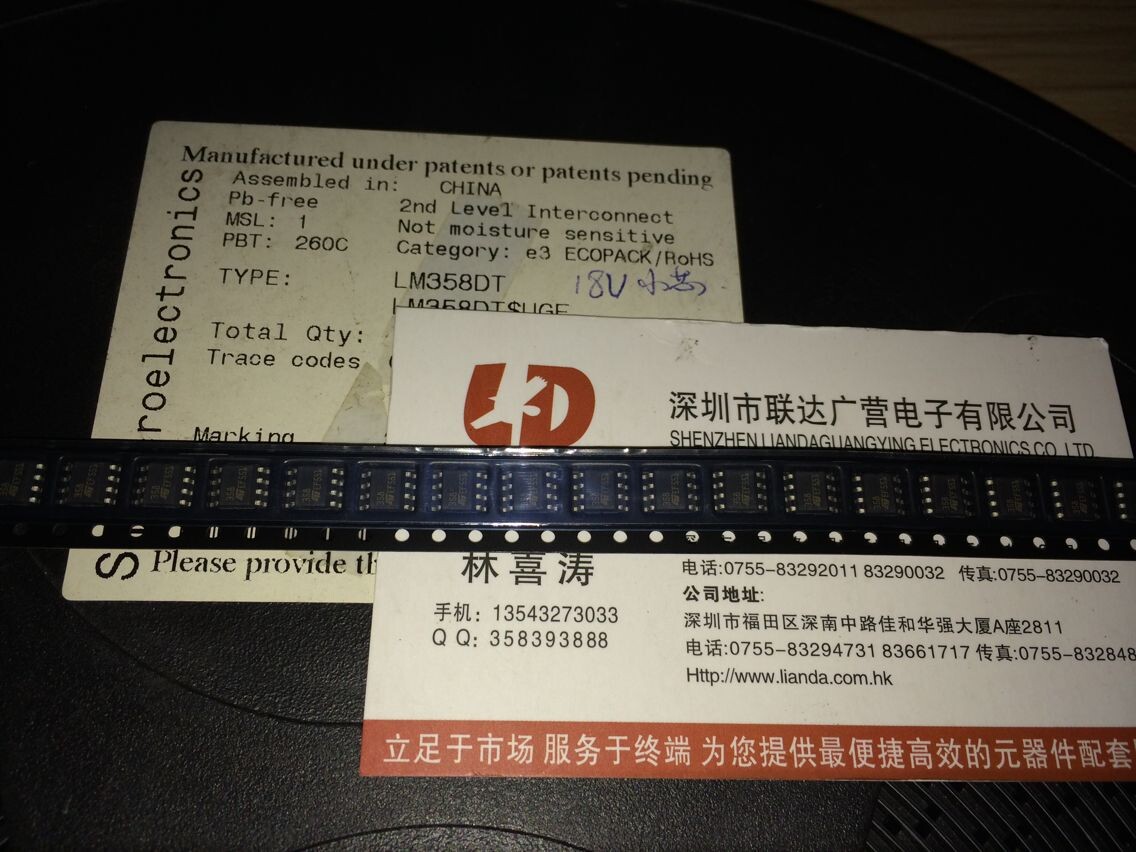 Manufactured under patents or patents pending
Assembled in: CHINA
Pb-free 2nd Level Interconnect
MSL: 1 Not moisture sensitive
PBT: 260C Category: e3 ECOPACK/RoHS
TYPE: LM358DT 18V
LM358DT$UGE
Total Qty:
Trace codes
Marking
roelectronics
S
Please provide th
LD
深圳市联达广营电子有限公司
SHENZHEN LIANDAGUANGYING ELECTRONICS CO. LTD
林喜涛
手机: 13543273033
QQ: 358393888
电话:0755-83292011 83290032 传真:0755-83290032
公司地址:
深圳市福田区深南中路佳和华强大厦A座2811
电话:0755-83294731 83661717 传真:0755-832848
Http://www.lianda.com.hk
立足于市场 服务于终端 为您提供最便捷高效的元器件配套